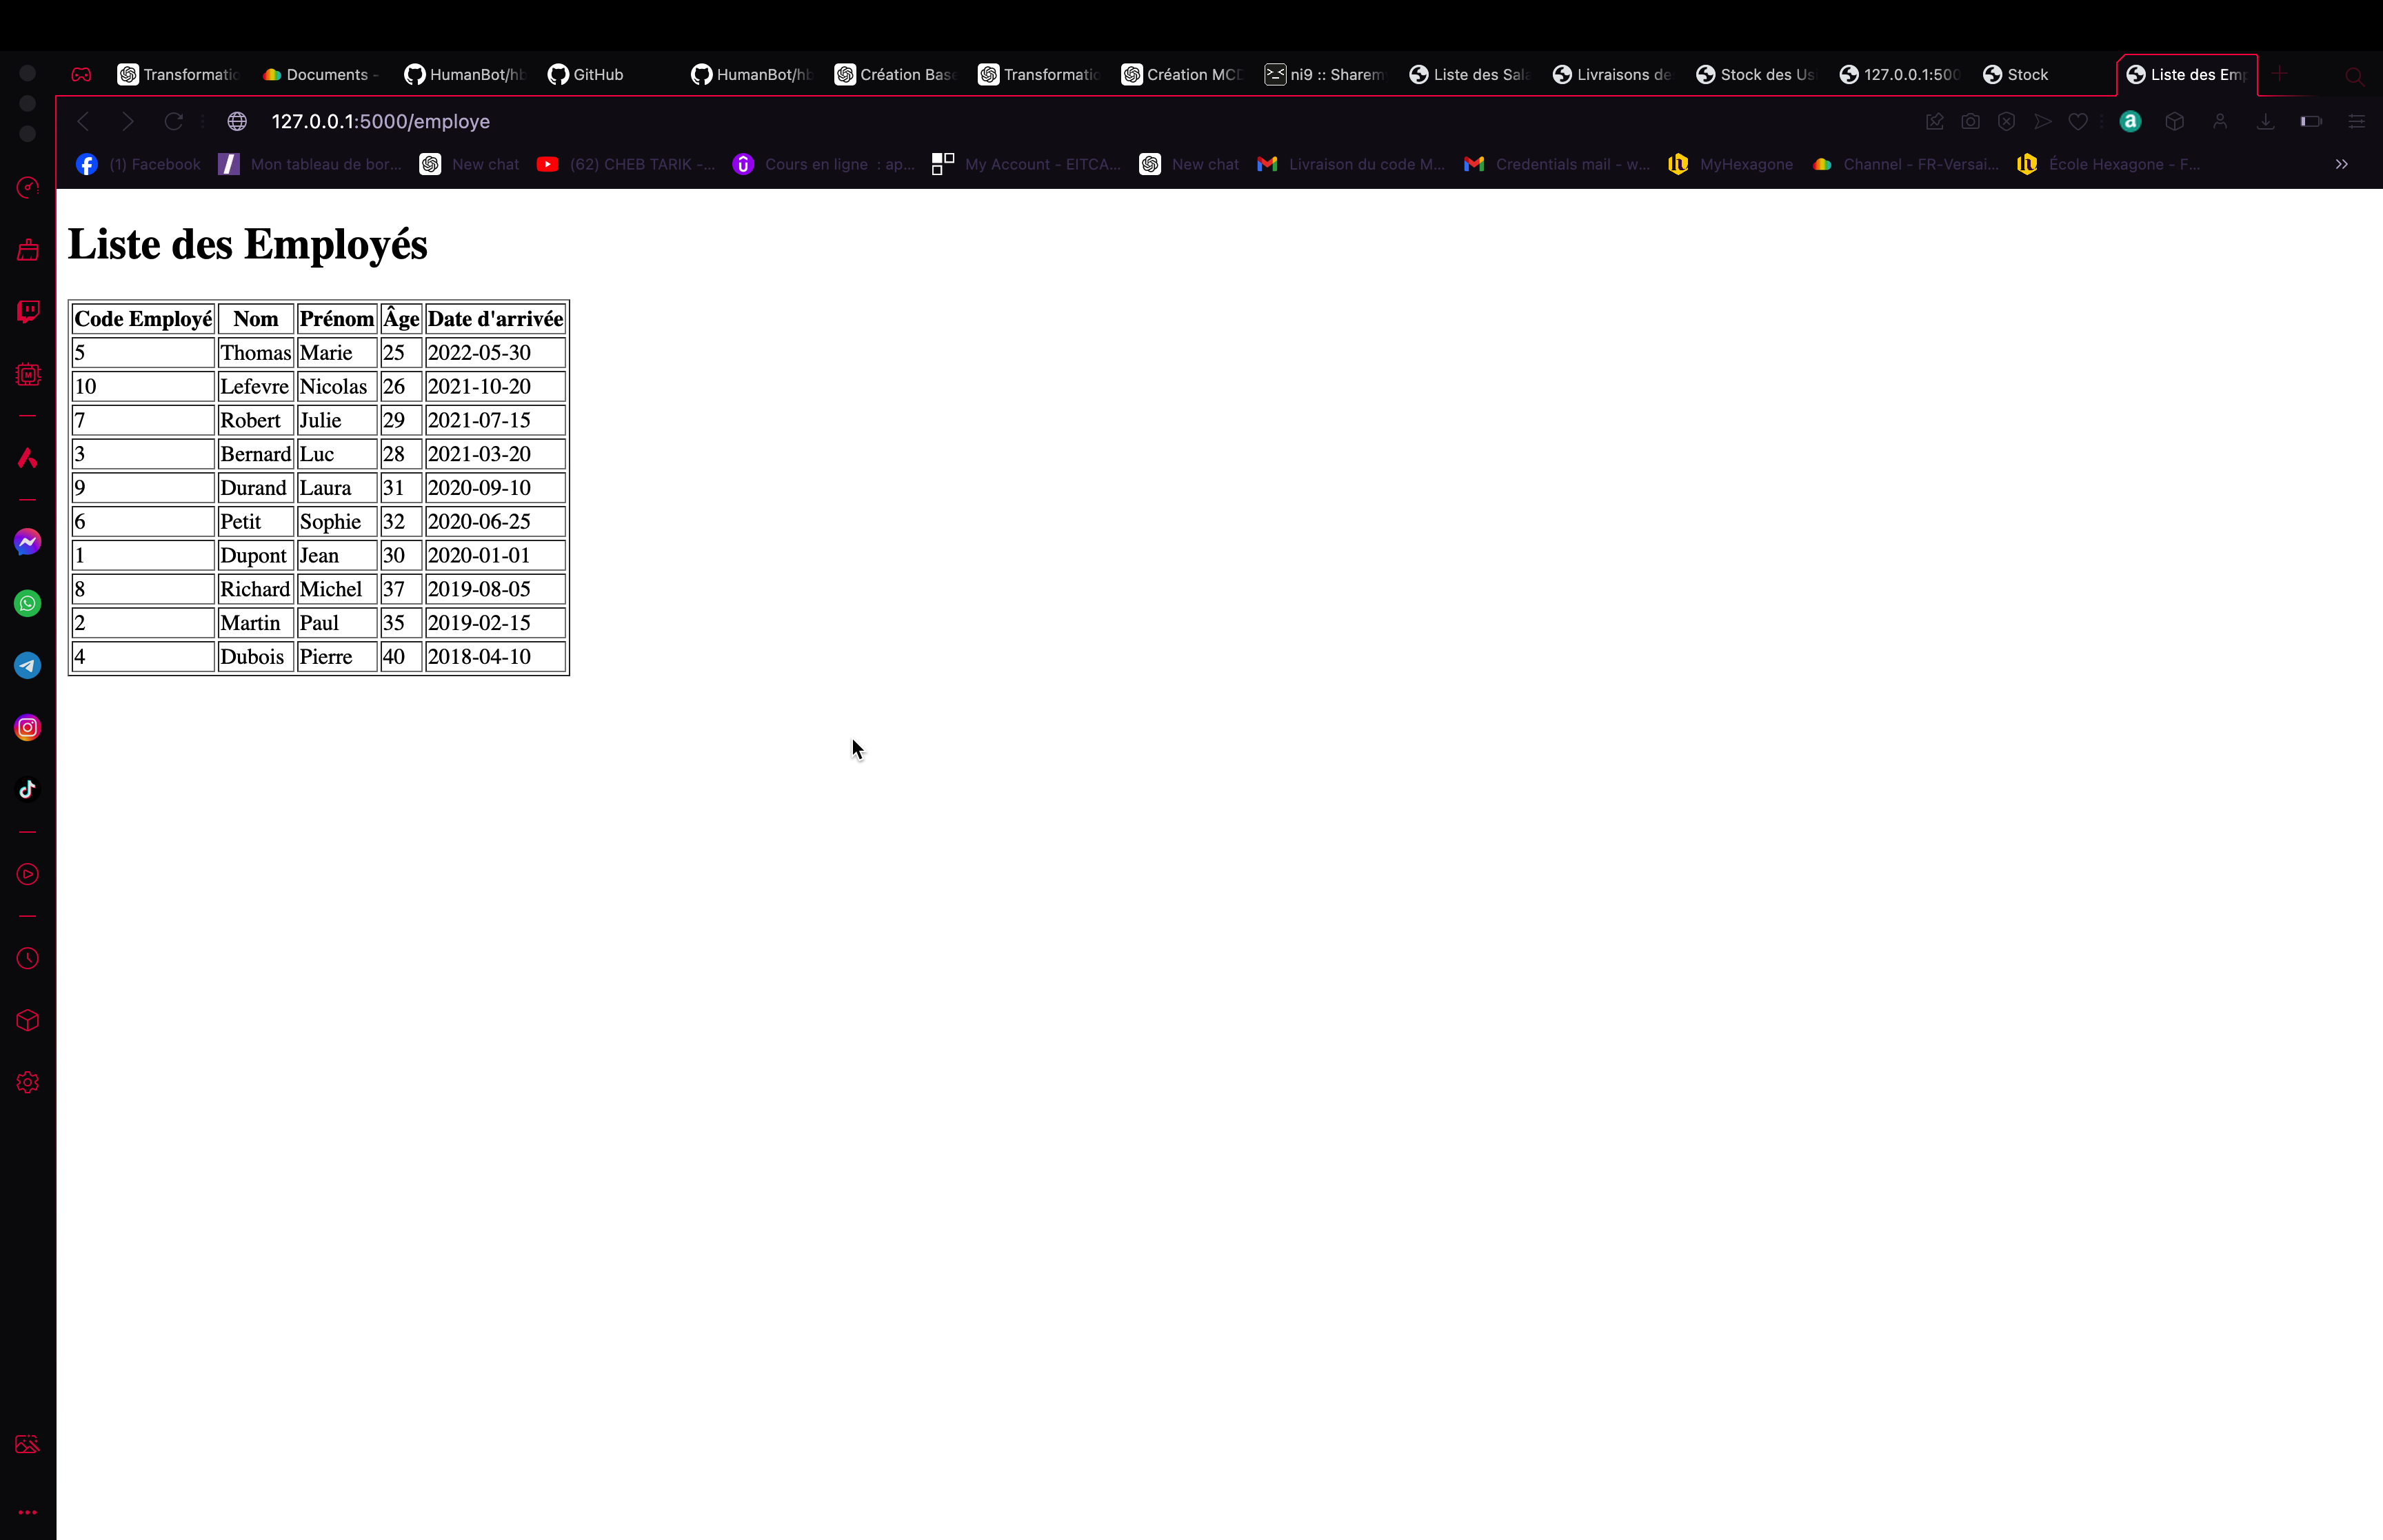 Transformatio
Documents -
HumanBot/hb
GitHub
HumanBot/hb
Création Base
Transformatio
Création MCD
ni9 :: Sharem
Liste des Sala
Livraisons de
Stock des Usi
127.0.0.1:500
Stock
Liste des Emp
127.0.0.1:5000/employe
(1) Facebook
Mon tableau de bor...
New chat
(62) CHEB TARIK -...
Cours en ligne : ap...
My Account - EITCA...
New chat
Livraison du code M...
Credentials mail - w...
MyHexagone
Channel - FR-Versai...
École Hexagone - F...
Liste des Employés
Code Employé Nom Prénom Âge Date d'arrivée
5 Thomas Marie 25 2022-05-30
10 Lefevre Nicolas 26 2021-10-20
7 Robert Julie 29 2021-07-15
3 Bernard Luc 28 2021-03-20
9 Durand Laura 31 2020-09-10
6 Petit Sophie 32 2020-06-25
1 Dupont Jean 30 2020-01-01
8 Richard Michel 37 2019-08-05
2 Martin Paul 35 2019-02-15
4 Dubois Pierre 40 2018-04-10